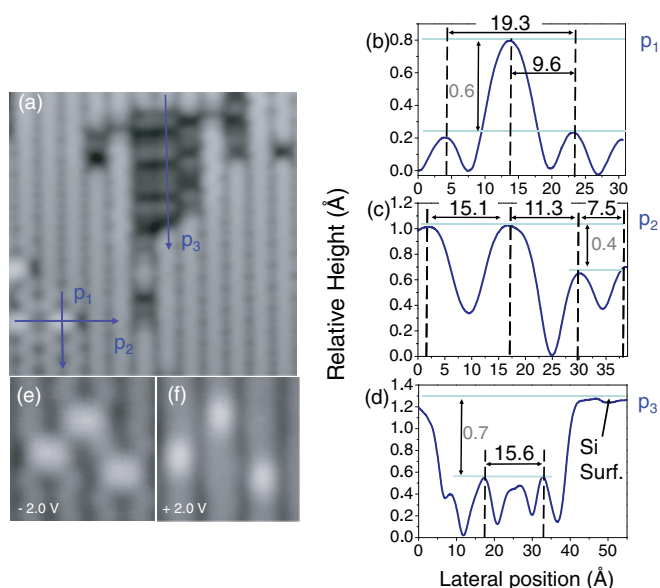 (a)
p3
p1
p2
(e)
- 2.0 V
(f)
+ 2.0 V
Relative Height (Å)
(b)
19.3
9.6
0.6
p1
0.8
0.6
0.4
0.2
0.0
0 5 10 15 20 25 30
(c)
15.1 11.3 7.5
0.4
p2
1.2
1.0
0.8
0.6
0.4
0.2
0.0
0 5 10 15 20 25 30 35
(d)
0.7
15.6
Si
Surf.
p3
1.4
1.2
1.0
0.8
0.6
0.4
0.2
0.0
0 10 20 30 40 50
Lateral position (Å)